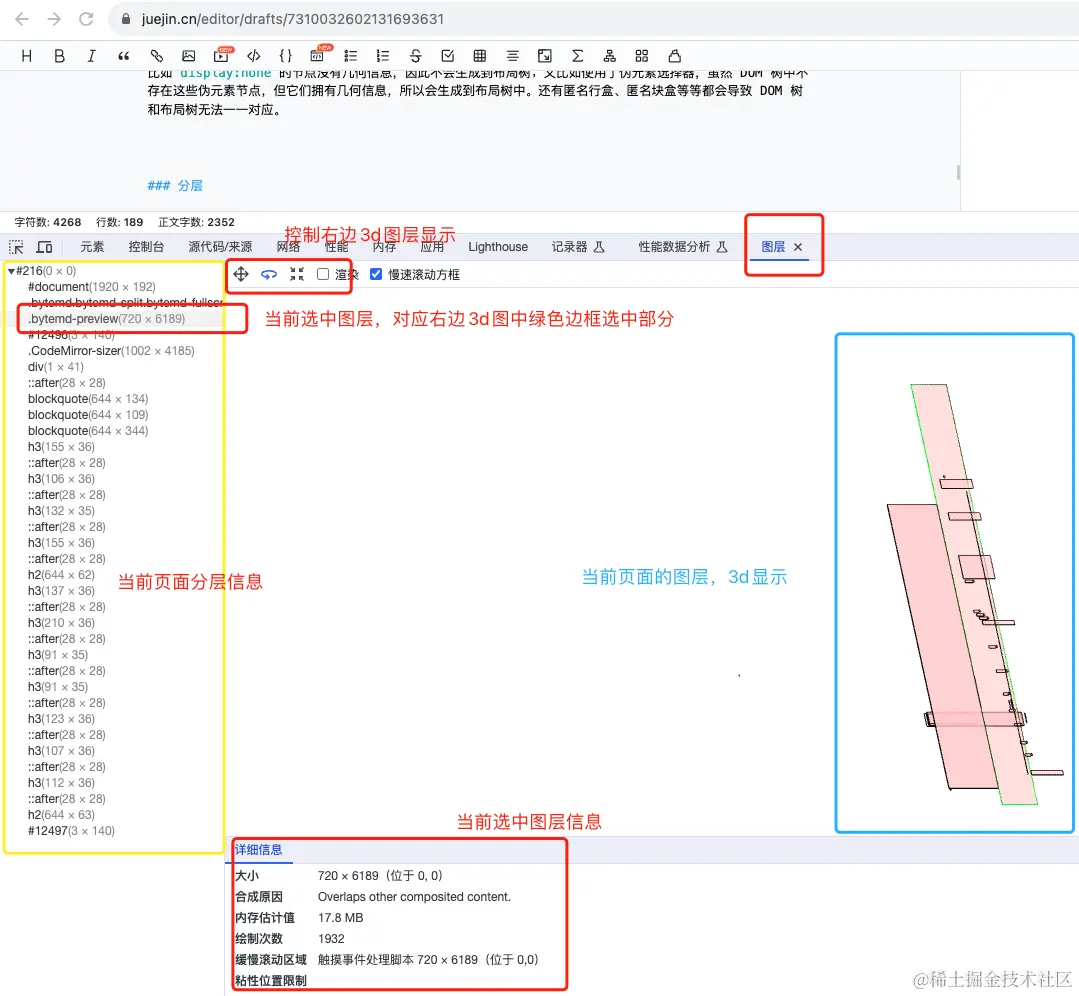 juejin.cn/editor/drafts/7310032602131693631
H B I NEW NEW
比如 display:none 的节点没有几何信息，因此不会生成到布局树；又比如使用了伪元素选择器，虽然 DOM 树中不
存在这些伪元素节点，但它们拥有几何信息，所以会生成到布局树中。还有匿名行盒、匿名块盒等等都会导致 DOM 树
和布局树无法一一对应。
### 分层
字符数: 4268 行数: 189 正文字数: 2352
控制右边3d图层显示
元素 控制台 源代码/来源 网络 性能 内存 应用 Lighthouse 记录器 性能数据分析 图层
渲染 慢速滚动方框
#216(0 × 0)
#document(1920 × 192)
.bytemd.bytemd-split.bytemd-fullscr
.bytemd-preview(720 × 6189)
当前选中图层，对应右边3d图中绿色边框选中部分
#12496(3 × 140)
.CodeMirror-sizer(1002 × 4185)
div(1 × 41)
::after(28 × 28)
blockquote(644 × 134)
blockquote(644 × 109)
blockquote(644 × 344)
h3(155 × 36)
::after(28 × 28)
h3(106 × 36)
::after(28 × 28)
h3(132 × 35)
::after(28 × 28)
h3(155 × 36)
::after(28 × 28)
h2(644 × 62)
当前页面分层信息
当前页面的图层，3d显示
h3(137 × 36)
::after(28 × 28)
h3(210 × 36)
::after(28 × 28)
h3(91 × 35)
::after(28 × 28)
h3(91 × 35)
::after(28 × 28)
h3(123 × 36)
::after(28 × 28)
h3(107 × 36)
::after(28 × 28)
h3(112 × 36)
::after(28 × 28)
h2(644 × 63)
#12497(3 × 140)
当前选中图层信息
详细信息
大小 720 × 6189（位于 0, 0）
合成原因 Overlaps other composited content.
内存估计值 17.8 MB
绘制次数 1932
缓慢滚动区域 触摸事件处理脚本 720 × 6189（位于 0,0）
粘性位置限制
@稀土掘金技术社区